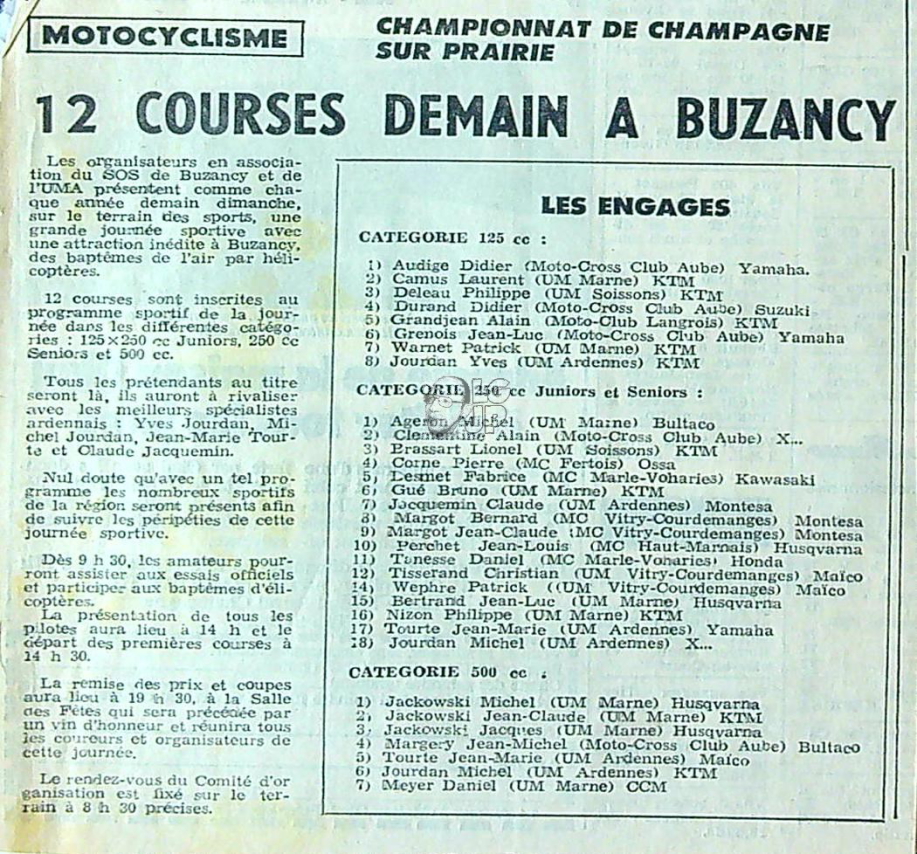 MOTOCYCLISME
CHAMPIONNAT DE CHAMPAGNE
SUR PRAIRIE
12 COURSES DEMAIN A BUZANCY
Les organisateurs en associa-
tion du SOS de Buzancy et de
l'UMA présentent comme cha-
que année demain dimanche,
sur le terrain des sports, une
grande journée sportive avec
une attraction inédite à Buzancy,
des baptèmes de l'air par héli-
coptères.
12 courses sont inscrites au
programme sportif de la jour-
née dans les différentes catégo-
ries : 125×250 cc Juniors, 250 cc
Seniors et 500 cc.
Tous les prétendants au titre
seront là, ils auront à rivaliser
avec les meilleurs spécialistes
ardennais : Yves Jourdan, Mi-
chel Jourdan, Jean-Marie Tour-
te et Claude Jacquemin.
Nul doute qu'avec un tel pro-
gramme les nombreux sportifs
de la région seront présents afin
de suivre les péripéties de cette
journée sportive.
Dès 9 h 30, les amateurs pour-
ront assister aux essais officiels
et participer aux baptèmes d'éli-
coptères.
La présentation de tous les
pilotes aura lieu à 14 h et le
départ des premières courses à
14 h 30.
La remise des prix et coupes
aura lieu à 19 h 30, à la Salle
des Fêtes qui sera précédée par
un vin d'honneur et réunira tous
les coureurs et organisateurs de
cette journée.
Le rendez-vous du Comité d'or
ganisation est fixé sur le ter-
rain à 8 h 30 précises.
LES ENGAGES
CATEGORIE 125 cc :
1) Audige Didier (Moto-Cross Club Aube) Yamaha.
2) Camus Laurent (UM Marne) KTM
3) Deleau Philippe (UM Soissons) KTM
4) Durand Didier (Moto-Cross Club Aube) Suzuki
5) Grandjean Alain (Moto-Club Langrois) KTM
6) Grenois Jean-Luc (Moto-Cross Club Aube) Yamaha
7) Warnet Patrick (UM Marne) KTM
8) Jourdan Yves (UM Ardennes) KTM
CATEGORIE 250 cc Juniors et Seniors :
1) Ageron Michel (UM Marne) Bultaco
2) Clementine Alain (Moto-Cross Club Aube) X...
3) Brassart Lionel (UM Soissons) KTM
4) Corne Pierre (MC Fertois) Ossa
5) Lesmet Fabrice (MC Marle-Voharies) Kawasaki
6) Gué Bruno (UM Marne) KTM
7) Jacquemin Claude (UM Ardennes) Montesa
8) Margot Bernard (MC Vitry-Courdemanges) Montesa
9) Margot Jean-Claude (MC Vitry-Courdemanges) Montesa
10) Perchet Jean-Louis (MC Haut-Marnais) Husqvarna
11) Tanesse Daniel (MC Marle-Voharies) Honda
12) Tisserand Christian (UM Vitry-Courdemanges) Maïco
14) Wephre Patrick ((UM Vitry-Courdemanges) Maïco
15) Bertrand Jean-Luc (UM Marne) Husqvarna
16) Nizon Philippe (UM Marne) KTM
17) Tourte Jean-Marie (UM Ardennes) Yamaha
18) Jourdan Michel (UM Ardennes) X...
CATEGORIE 500 cc :
1) Jackowski Michel (UM Marne) Husqvarna
2) Jackowski Jean-Claude (UM Marne) KTM
3) Jackowski Jacques (UM Marne) Husqvarna
4) Margery Jean-Michel (Moto-Cross Club Aube) Bultaco
5) Tourte Jean-Marie (UM Ardennes) Maïco
6) Jourdan Michel (UM Ardennes) KTM
7) Meyer Daniel (UM Marne) CCM